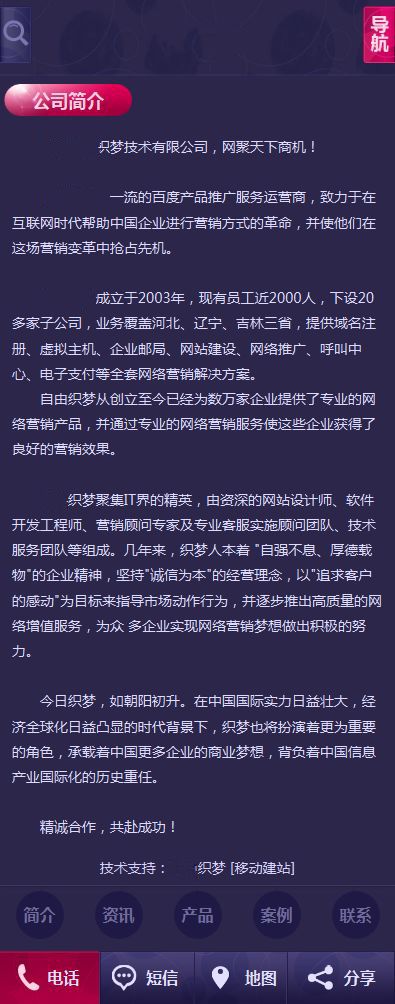 导航
公司简介
织梦技术有限公司，网聚天下商机！
一流的百度产品推广服务运营商，致力于在
互联网时代帮助中国企业进行营销方式的革命，并使他们在
这场营销变革中抢占先机。
成立于2003年，现有员工近2000人，下设20
多家子公司，业务覆盖河北、辽宁、吉林三省，提供域名注
册、虚拟主机、企业邮局、网站建设、网络推广、呼叫中
心、电子支付等全套网络营销解决方案。
自由织梦从创立至今已经为数万家企业提供了专业的网
络营销产品，并通过专业的网络营销服务使这些企业获得了
良好的营销效果。
织梦聚集IT界的精英，由资深的网站设计师、软件
开发工程师、营销顾问专家及专业客服实施顾问团队、技术
服务团队等组成。几年来，织梦人本着 "自强不息、厚德载
物"的企业精神，坚持"诚信为本"的经营理念，以"追求客户
的感动"为目标来指导市场动作行为，并逐步推出高质量的网
络增值服务，为众 多企业实现网络营销梦想做出积极的努
力。
今日织梦，如朝阳初升。在中国国际实力日益壮大，经
济全球化日益凸显的时代背景下，织梦也将扮演着更为重要
的角色，承载着中国更多企业的商业梦想，背负着中国信息
产业国际化的历史重任。
精诚合作，共赴成功！
技术支持： 织梦 [移动建站]
简介 资讯 产品 案例 联系
电话 短信 地图 分享